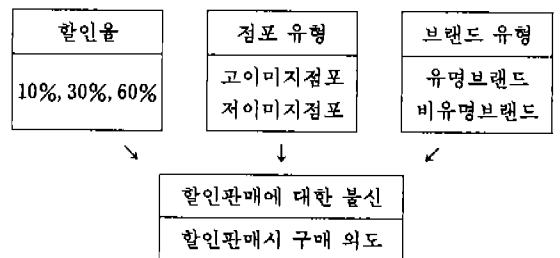 할인율
10%, 30%, 60%
점포 유형
고이미지점포
저이미지점포
브랜드 유형
유명브랜드
비유명브랜드
↘ ↓ ↙
할인판매에 대한 불신
할인판매시 구매 의도